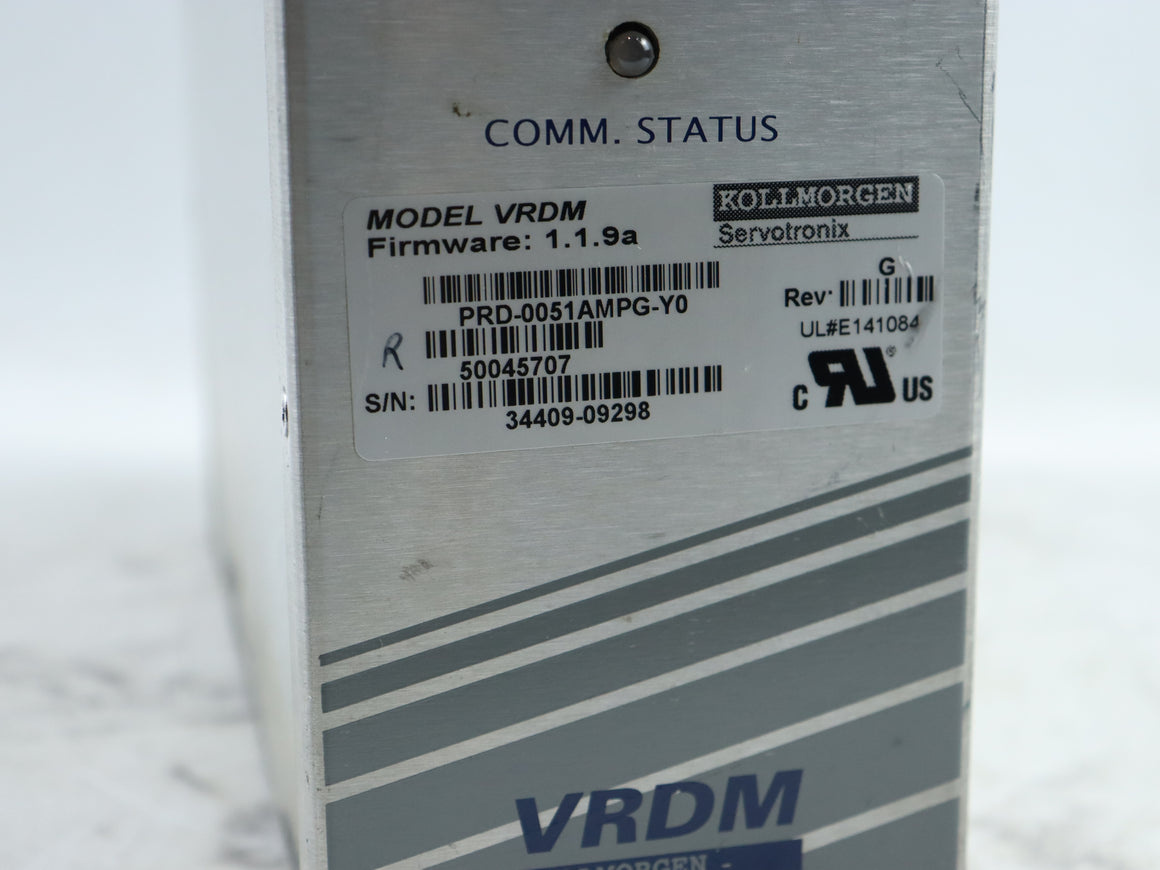 COMM. STATUS
MODEL VRDM
Firmware: 1.1.9a
KOLLMORGEN
Servotronix
PRD-0051AMPG-Y0
G
Rev:
UL#E141084
R
50045707
C
US
S/N:
34409-09298
VRDM